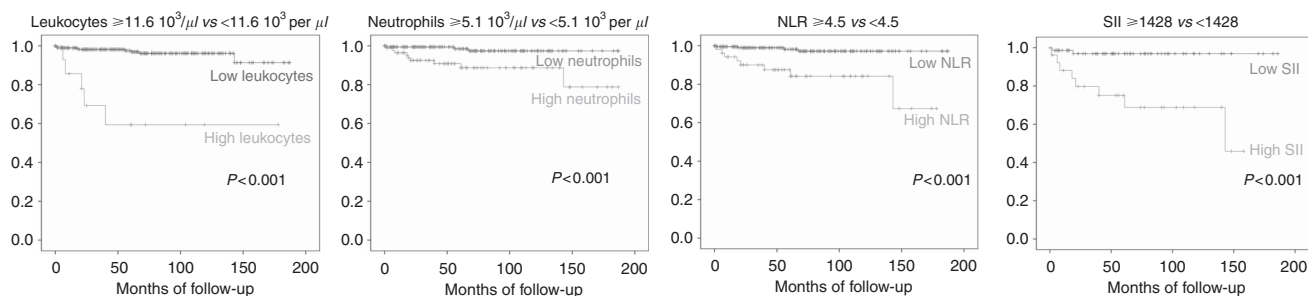 Leukocytes ≥11.6 10³/μl vs <11.6 10³ per μl
1.0
0.8
0.6
0.4
0.2
0.0
Low leukocytes
High leukocytes
P<0.001
0 50 100 150 200
Months of follow-up
Neutrophils ≥5.1 10³/μl vs <5.1 10³ per μl
1.0
0.8
0.6
0.4
0.2
0.0
Low neutrophils
High neutrophils
P<0.001
0 50 100 150 200
Months of follow-up
NLR ≥4.5 vs <4.5
1.0
0.8
0.6
0.4
0.2
0.0
Low NLR
High NLR
P<0.001
0 50 100 150 200
Months of follow-up
SII ≥1428 vs <1428
1.0
0.8
0.6
0.4
0.2
0.0
Low SII
High SII
P<0.001
0 50 100 150 200
Months of follow-up